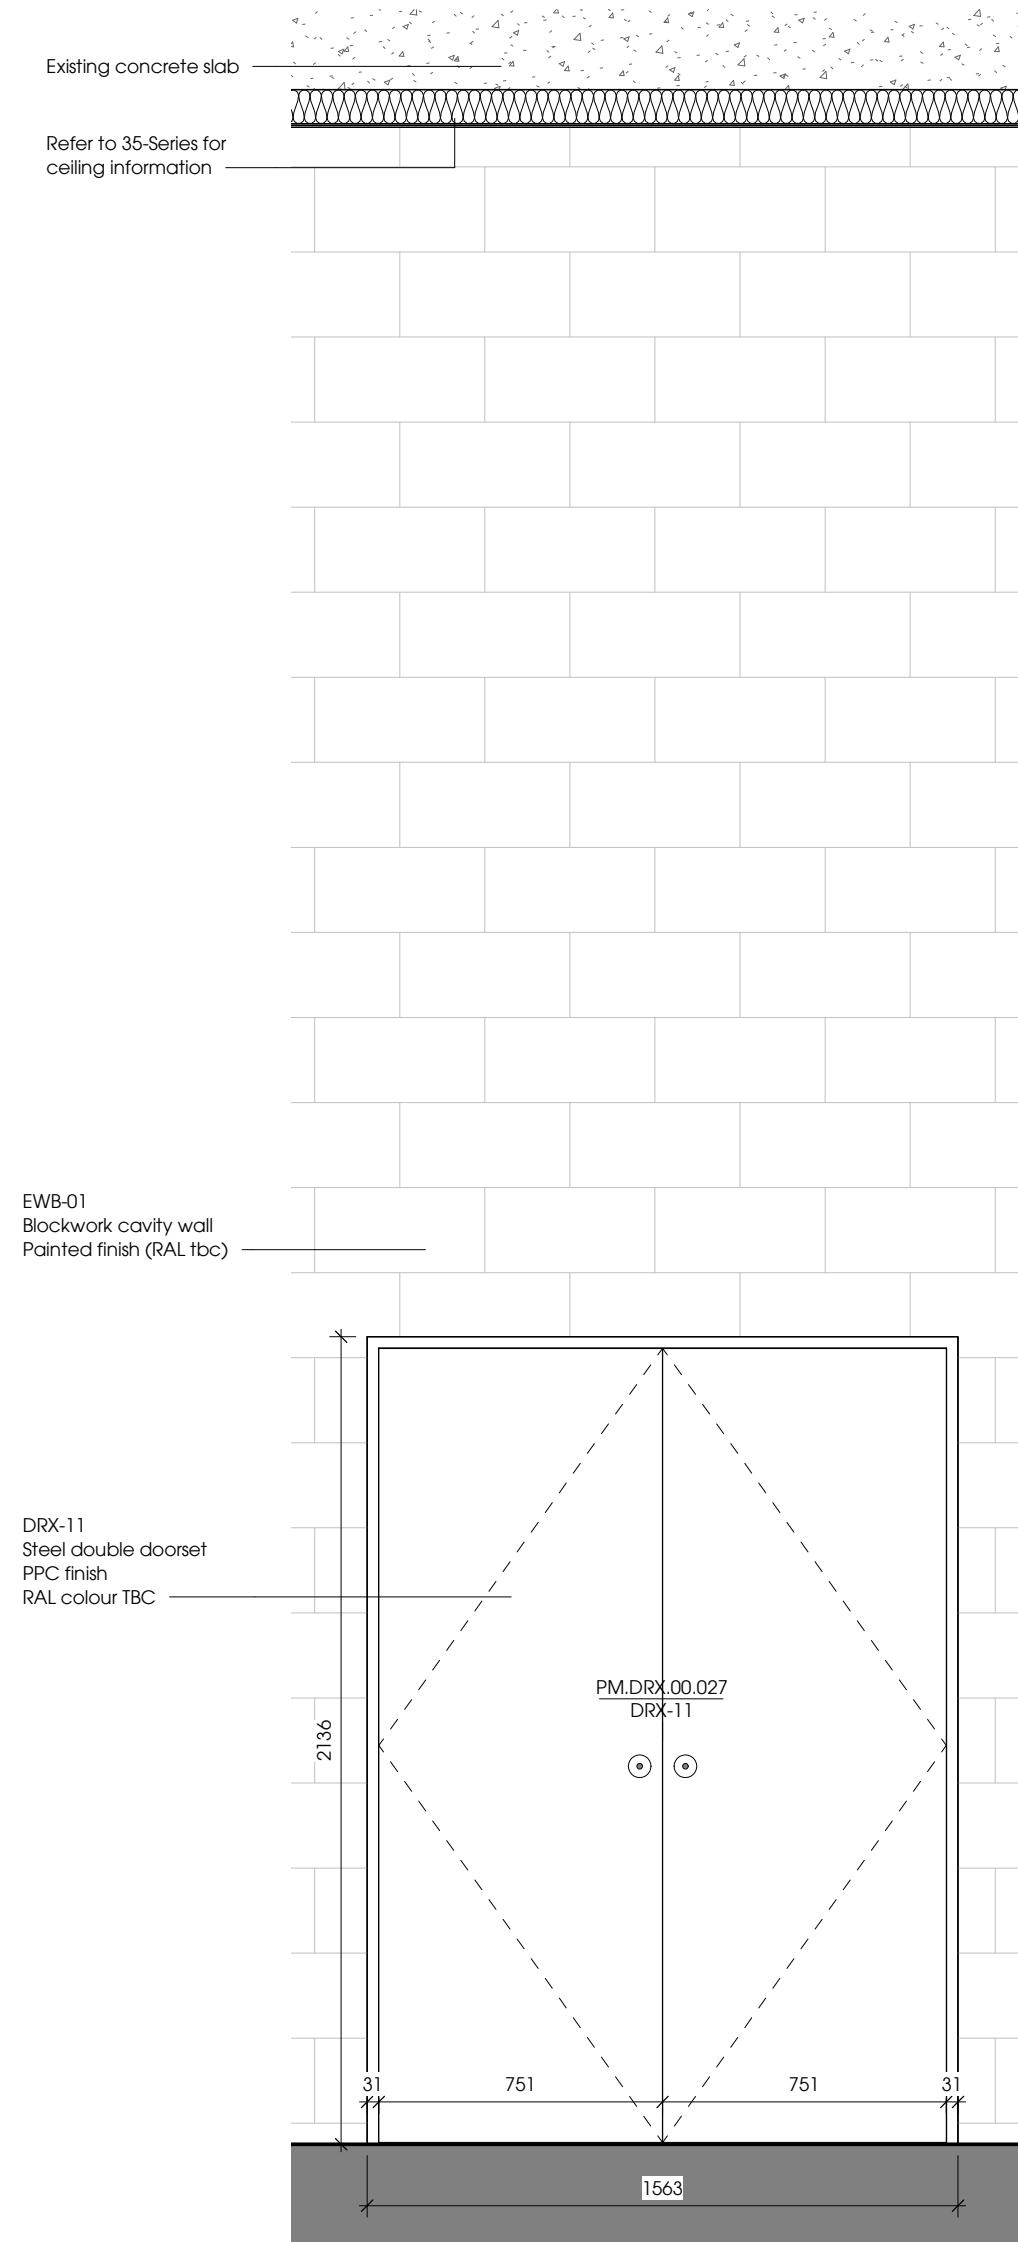 Existing concrete slab
Refer to 35-Series for
ceiling information
EWB-01
Blockwork cavity wall
Painted finish (RAL tbc)
DRX-11
Steel double doorset
PPC finish
RAL colour TBC
PM.DRX.00.027
DRX-11
2136
31
751
751
31
1563